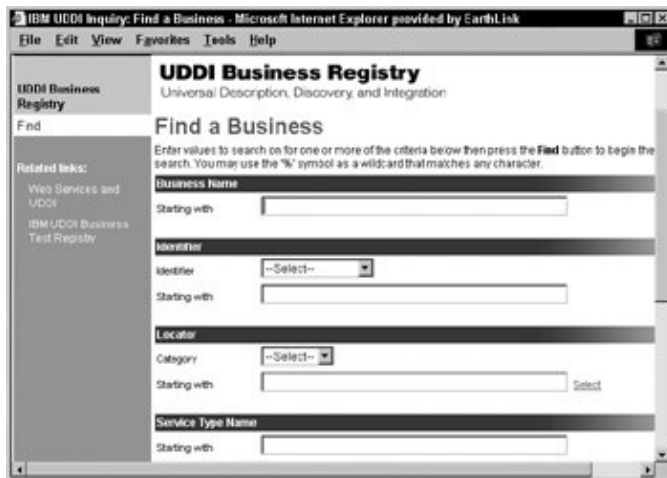 IBM UDDI Inquiry: Find a Business - Microsoft Internet Explorer provided by EarthLink
File Edit View Favorites Tools Help
UDDI Business
Registry
Find
Related links:
Web Services and
UDDI
IBM UDDI Business
Test Registry
UDDI Business Registry
Universal Description, Discovery, and Integration
Find a Business
Enter values to search on for one or more of the criteria below then press the Find button to begin the
search. You may use the '%' symbol as a wildcard that matches any character.
Business Name
Starting with
Identifier
Identifier --Select--
Starting with
Locator
Category --Select--
Starting with Select
Service Type Name
Starting with